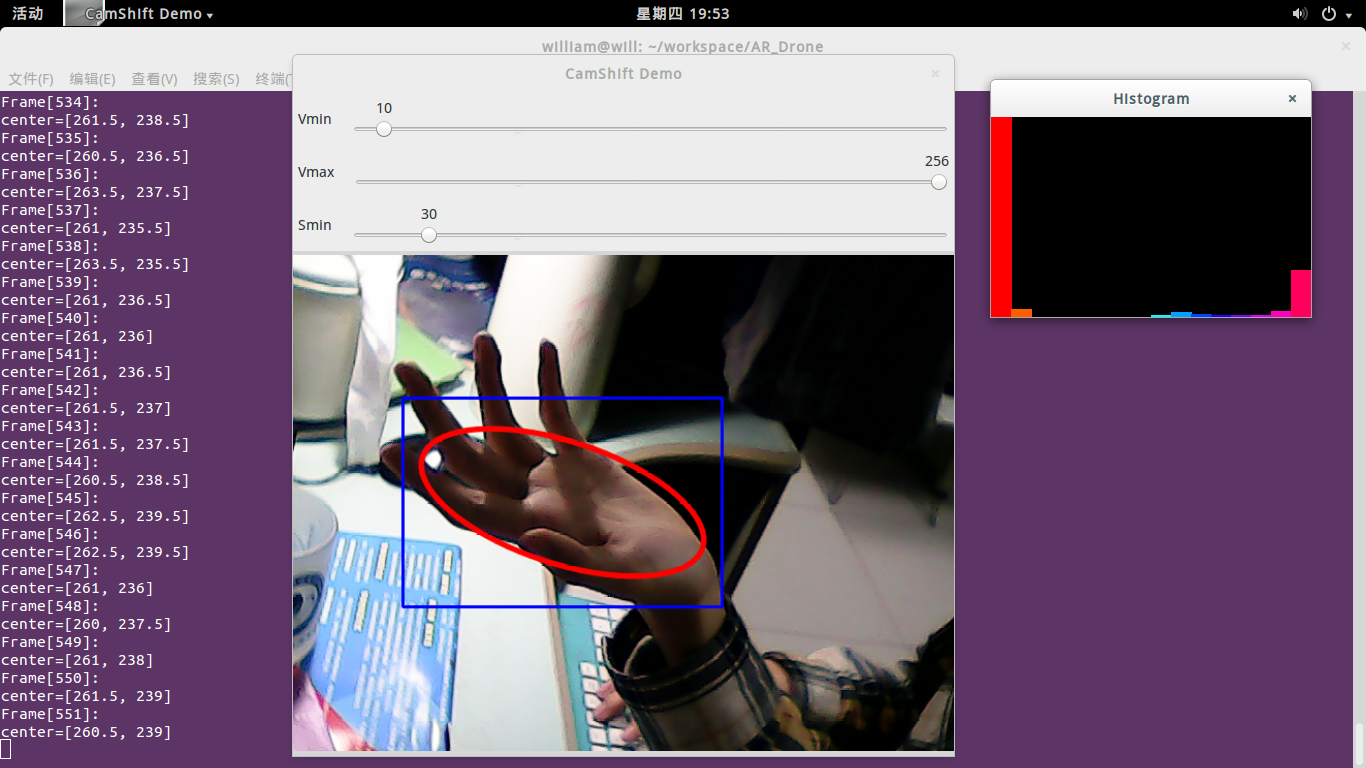 活动
CamShift Demo
星期四 19:53
william@will: ~/workspace/AR_Drone
文件(F) 编辑(E) 查看(V) 搜索(S) 终端(
Frame[534]:
center=[261.5, 238.5]
Frame[535]:
center=[260.5, 236.5]
Frame[536]:
center=[263.5, 237.5]
Frame[537]:
center=[261, 235.5]
Frame[538]:
center=[263.5, 235.5]
Frame[539]:
center=[261, 236.5]
Frame[540]:
center=[261, 236]
Frame[541]:
center=[261, 236.5]
Frame[542]:
center=[261.5, 237]
Frame[543]:
center=[261.5, 237.5]
Frame[544]:
center=[260.5, 238.5]
Frame[545]:
center=[262.5, 239.5]
Frame[546]:
center=[262.5, 239.5]
Frame[547]:
center=[261, 236]
Frame[548]:
center=[260, 237.5]
Frame[549]:
center=[261, 238]
Frame[550]:
center=[261.5, 239]
Frame[551]:
center=[260.5, 239]
CamShift Demo
Vmin
10
Vmax
256
Smin
30
Histogram